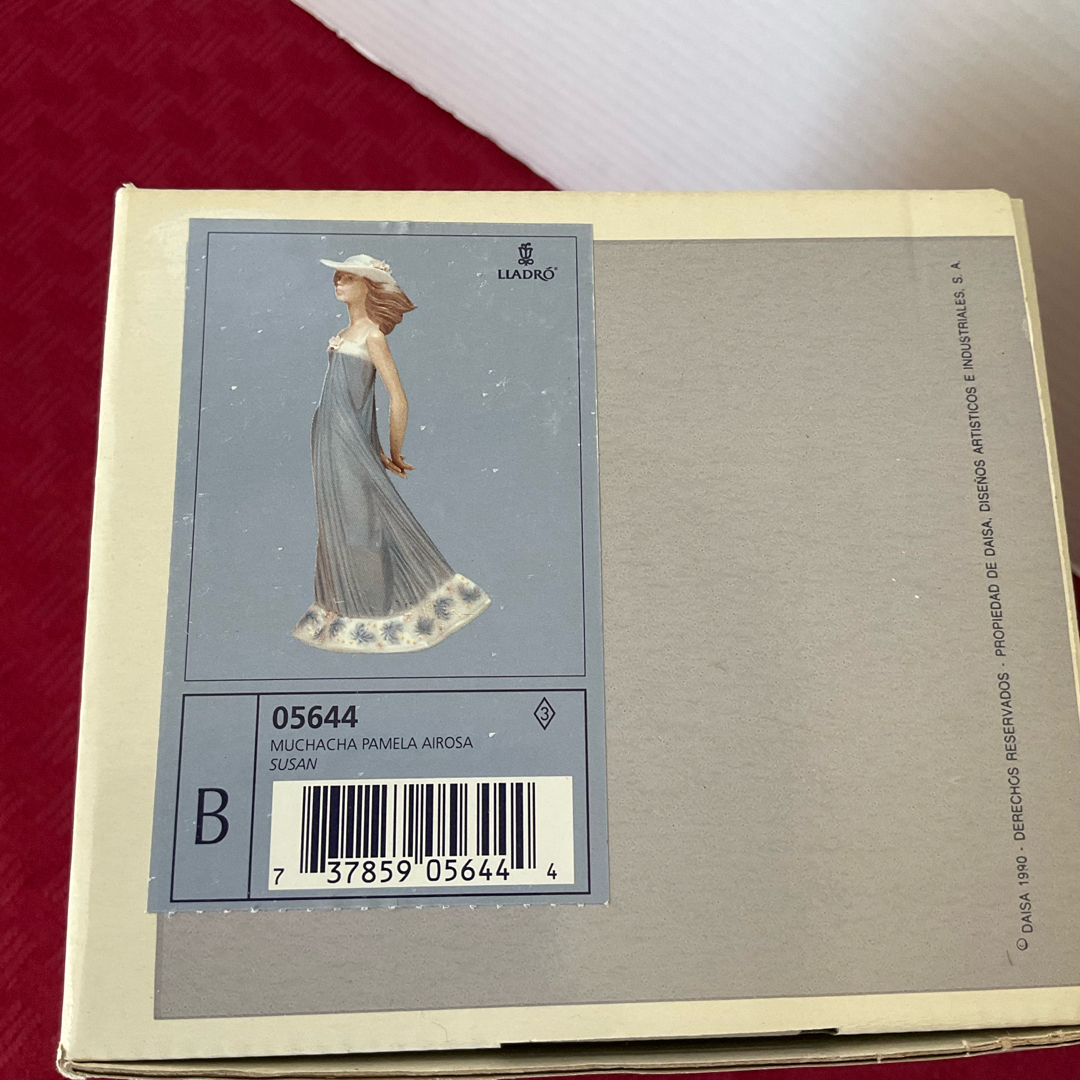 LLADRÓ®
05644
3
MUCHACHA PAMELA AIROSA
SUSAN
B
7 37859 05644 4
© DAISA 1990 - DERECHOS RESERVADOS - PROPIEDAD DE DAISA. DISEÑOS ARTISTICOS E INDUSTRIALES. S. A.